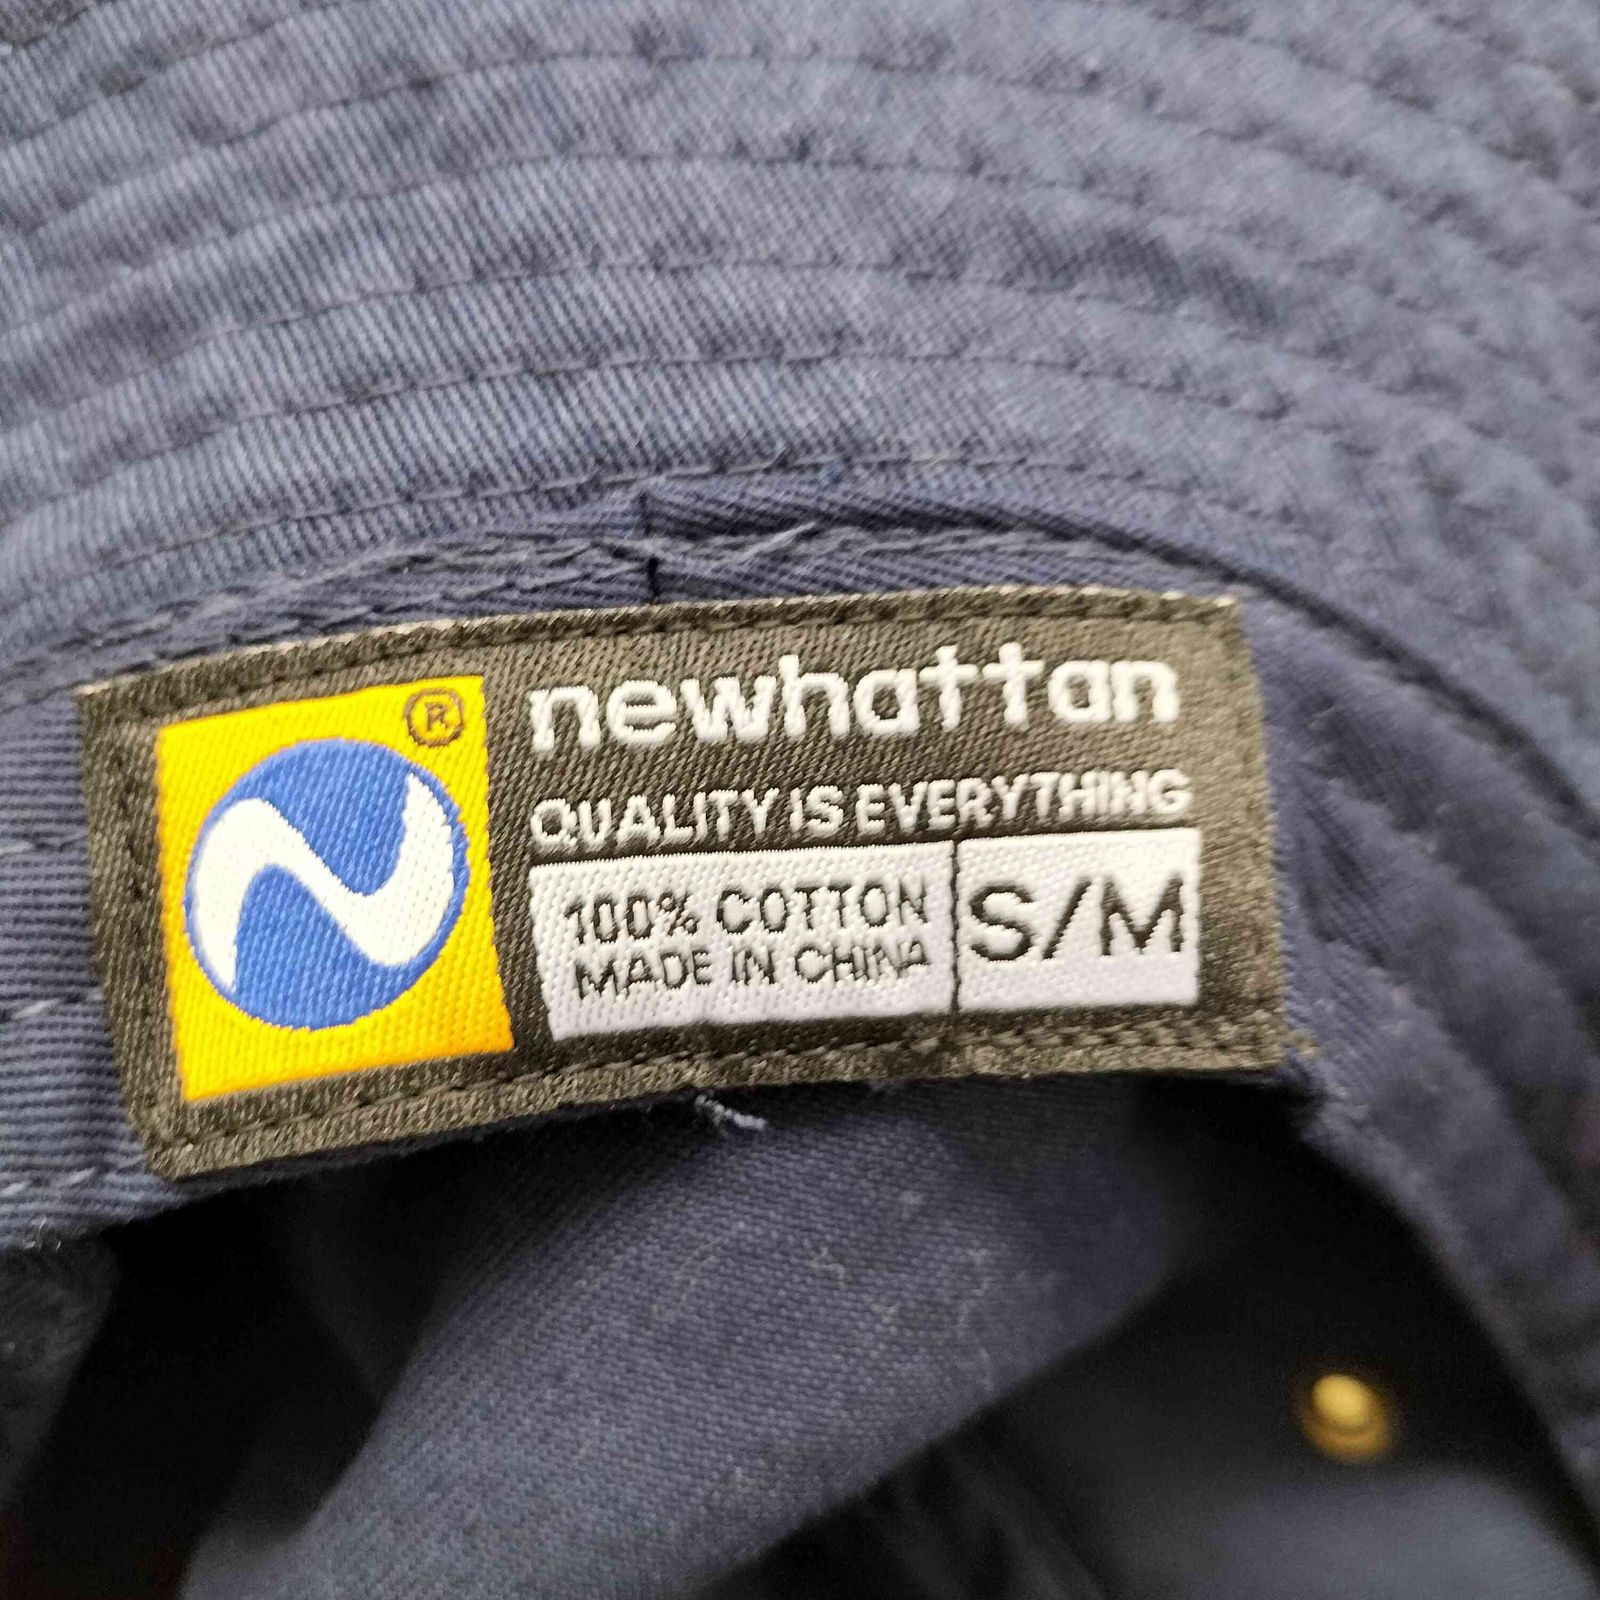 ®
newhattan
QUALITY IS EVERYTHING
100% COTTON
MADE IN CHINA
S/M